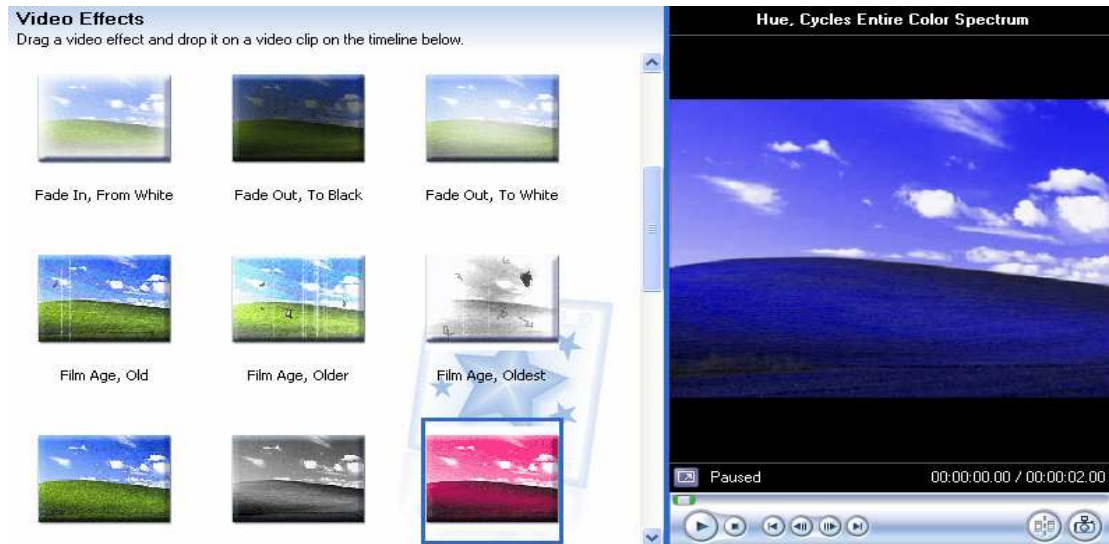 Video Effects
Drag a video effect and drop it on a video clip on the timeline below.
Fade In, From White
Fade Out, To Black
Fade Out, To White
Film Age, Old
Film Age, Older
Film Age, Oldest
Hue, Cycles Entire Color Spectrum
Paused
00:00:00.00 / 00:00:02.00